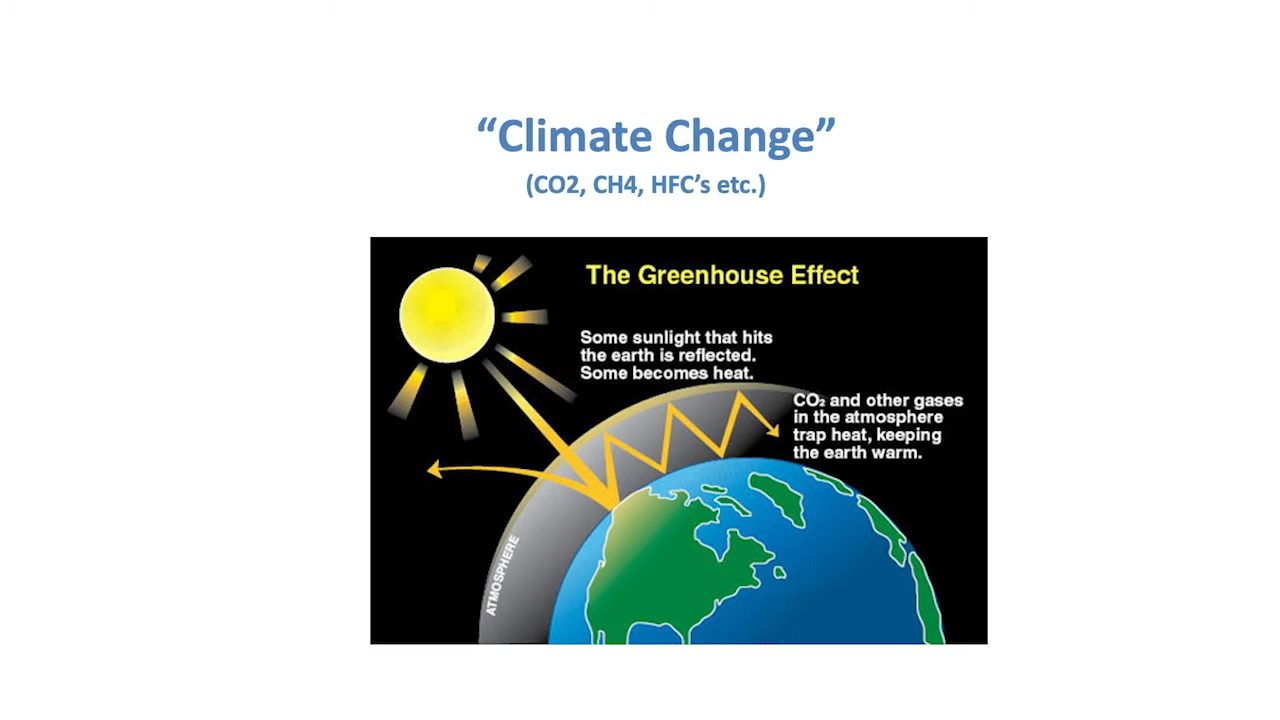 “Climate Change”
(CO2, CH4, HFC’s etc.)
The Greenhouse Effect
Some sunlight that hits
the earth is reflected.
Some becomes heat.
CO₂ and other gases
in the atmosphere
trap heat, keeping
the earth warm.
ATMOSPHERE